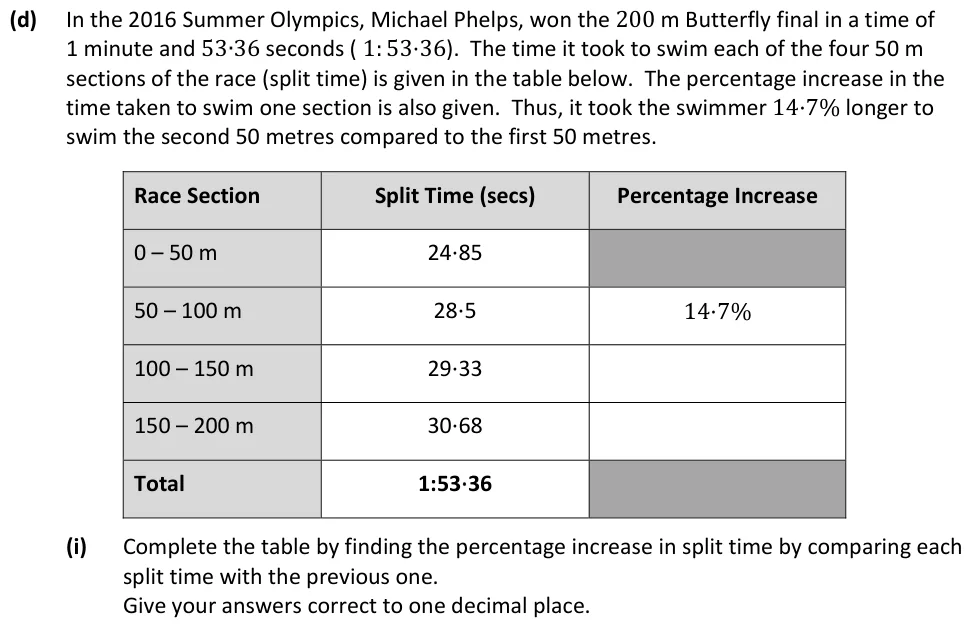 (d) In the 2016 Summer Olympics, Michael Phelps, won the 200 m Butterfly final in a time of
1 minute and 53·36 seconds ( 1: 53·36). The time it took to swim each of the four 50 m
sections of the race (split time) is given in the table below. The percentage increase in the
time taken to swim one section is also given. Thus, it took the swimmer 14·7% longer to
swim the second 50 metres compared to the first 50 metres.
Race Section Split Time (secs) Percentage Increase
0 – 50 m 24·85
50 – 100 m 28·5 14·7%
100 – 150 m 29·33
150 – 200 m 30·68
Total 1:53·36
(i) Complete the table by finding the percentage increase in split time by comparing each
split time with the previous one.
Give your answers correct to one decimal place.